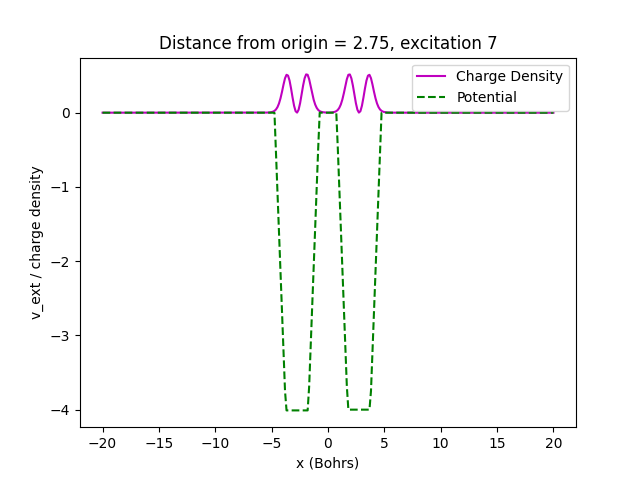 Distance from origin = 2.75, excitation 7
Charge Density
Potential
v_ext / charge density
0
−1
−2
−3
−4
−20 −15 −10 −5 0 5 10 15 20
x (Bohrs)